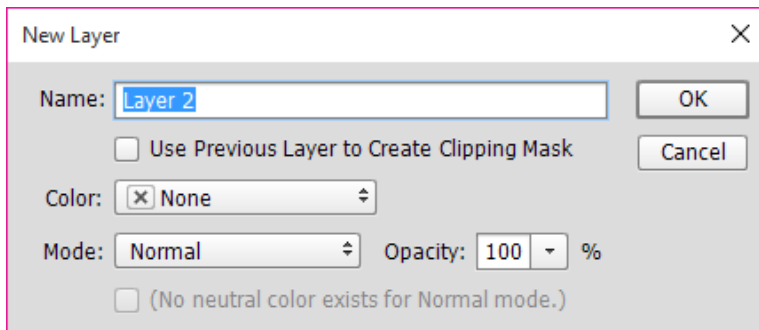 New Layer
Name: Layer 2 OK
Use Previous Layer to Create Clipping Mask Cancel
Color: None
Mode: Normal Opacity: 100 %
(No neutral color exists for Normal mode.)